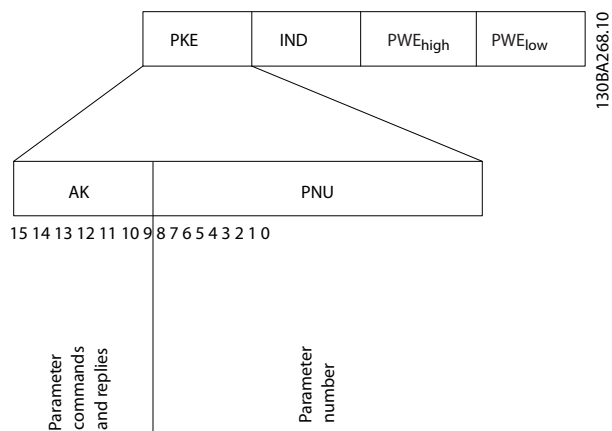 PKE IND PWEhigh PWElow
130BA268.10
AK PNU
15 14 13 12 11 10 9 8 7 6 5 4 3 2 1 0
Parameter
commands
and replies
Parameter
number